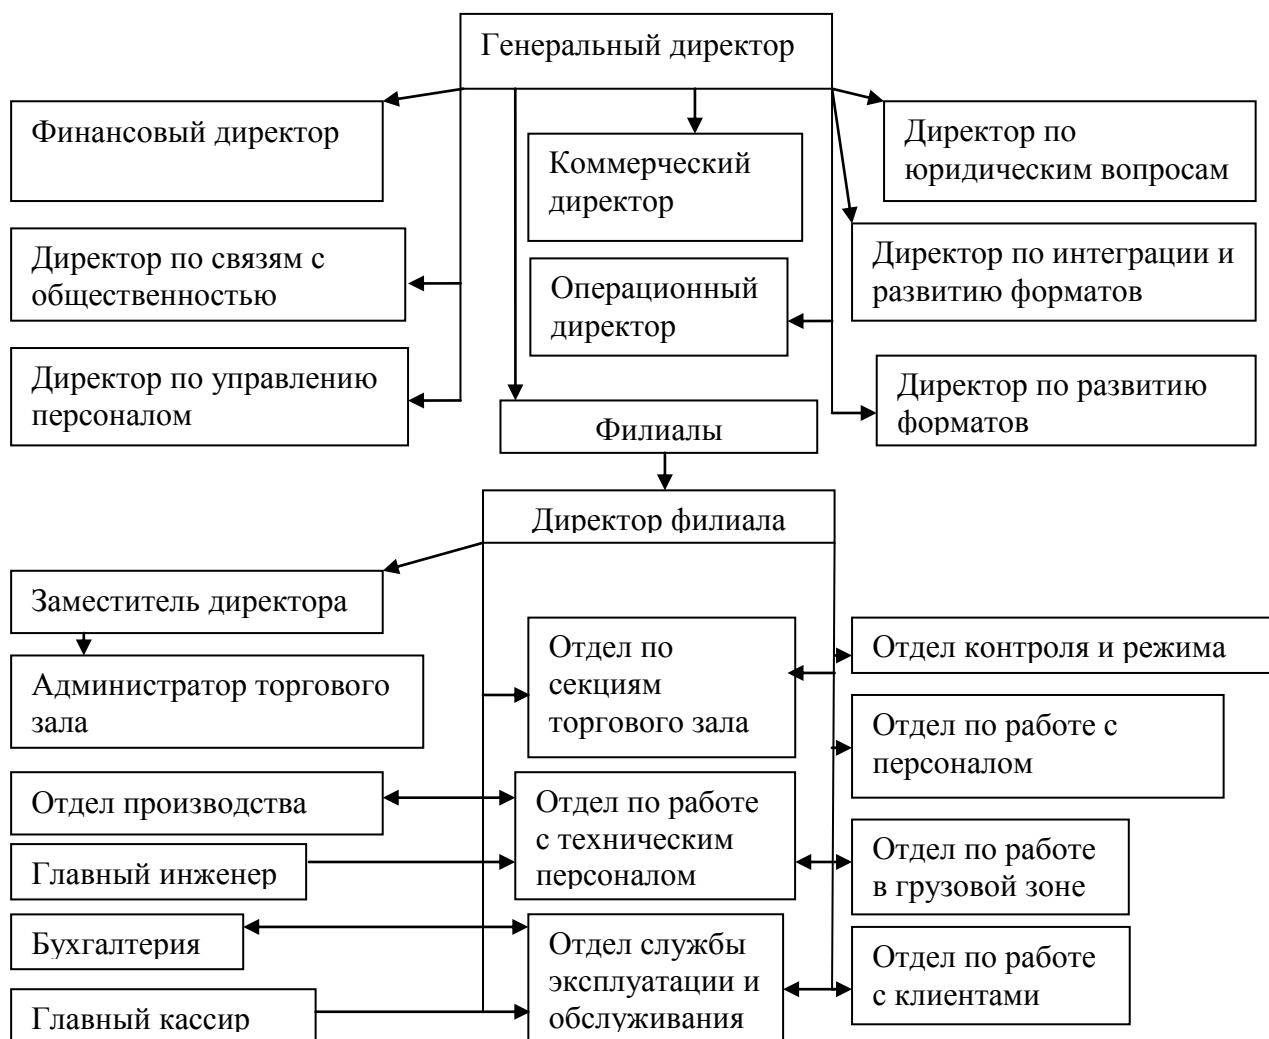 Генеральный директор
Финансовый директор
Коммерческий
директор
Директор по
юридическим вопросам
Директор по связям с
общественностью
Операционный
директор
Директор по интеграции и
развитию форматов
Директор по управлению
персоналом
Филиалы
Директор по развитию
форматов
Директор филиала
Заместитель директора
Администратор торгового
зала
Отдел по
секциям
торгового зала
Отдел контроля и режима
Отдел по работе с
персоналом
Отдел производства
Отдел по работе
с техническим
персоналом
Главный инженер
Отдел по работе
в грузовой зоне
Бухгалтерия
Отдел службы
эксплуатации и
обслуживания
Отдел по работе
с клиентами
Главный кассир